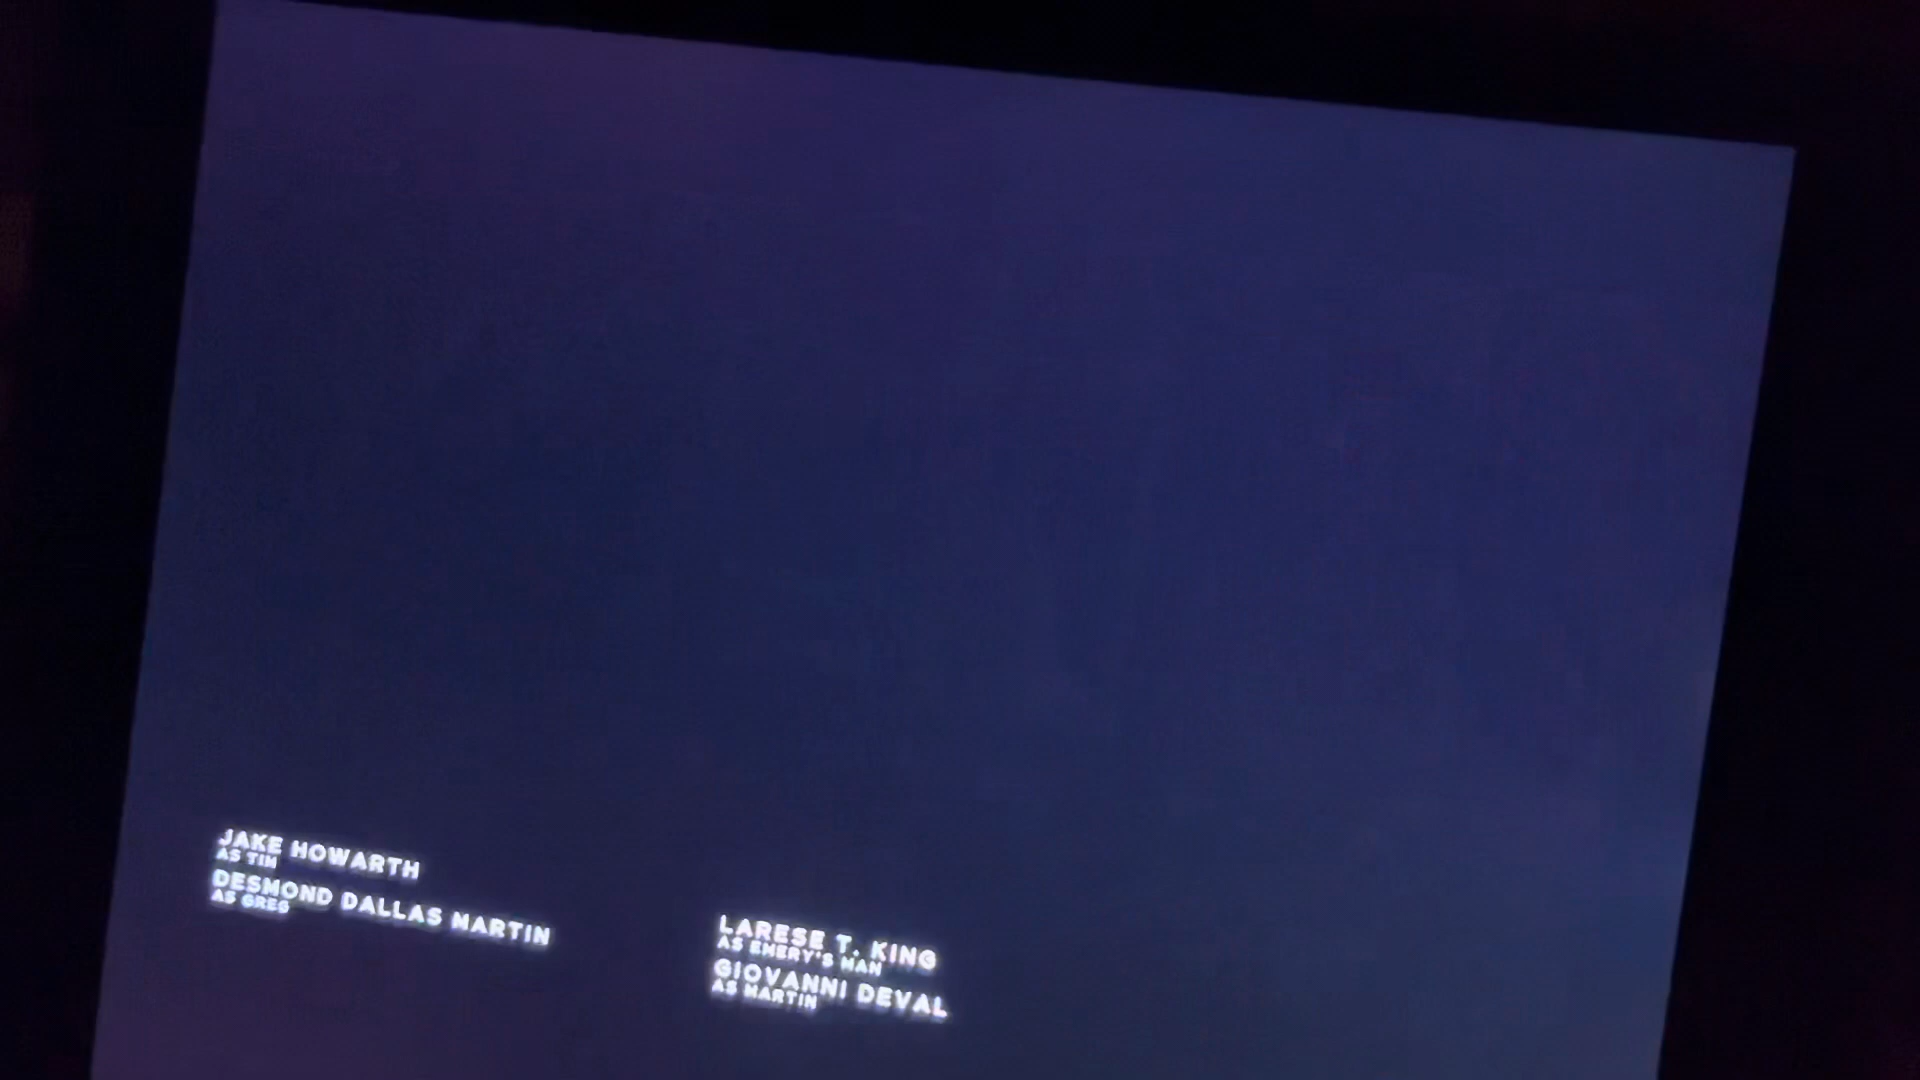 JAKE HOWARTH
AS TIM
DESMOND DALLAS MARTIN
AS GREG
LARESE T. KING
AS EMERY'S MAN
GIOVANNI DEVAL
AS MARTIN